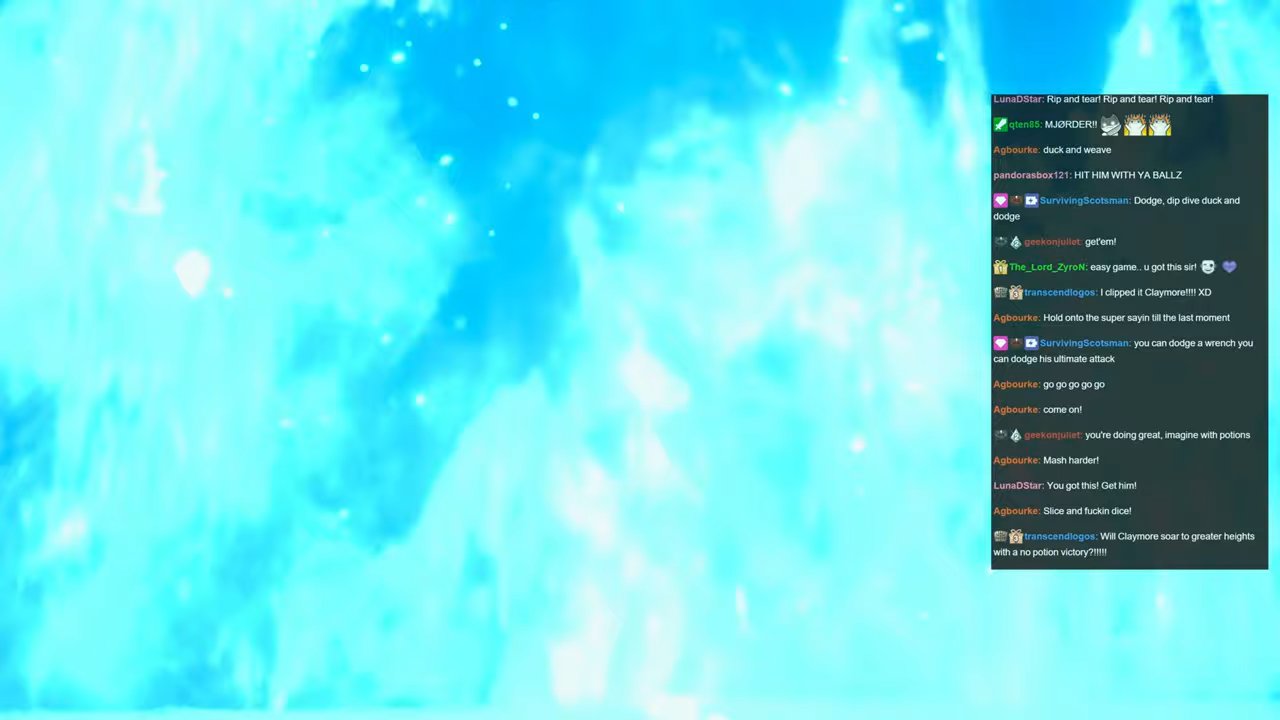 LunaDStar: Rip and tear! Rip and tear! Rip and tear!
qten85: MJØRDER!!
Agbourke: duck and weave
pandorasbox121: HIT HIM WITH YA BALLZ
SurvivingScotsman: Dodge, dip dive duck and
dodge
geekonjuliet: get'em!
The_Lord_ZyroN: easy game.. u got this sir!
transcendlogos: I clipped it Claymore!!!! XD
Agbourke: Hold onto the super sayin till the last moment
SurvivingScotsman: you can dodge a wrench you
can dodge his ultimate attack
Agbourke: go go go go go
Agbourke: come on!
geekonjuliet: you're doing great, imagine with potions
Agbourke: Mash harder!
LunaDStar: You got this! Get him!
Agbourke: Slice and fuckin dice!
transcendlogos: Will Claymore soar to greater heights
with a no potion victory?!!!!!